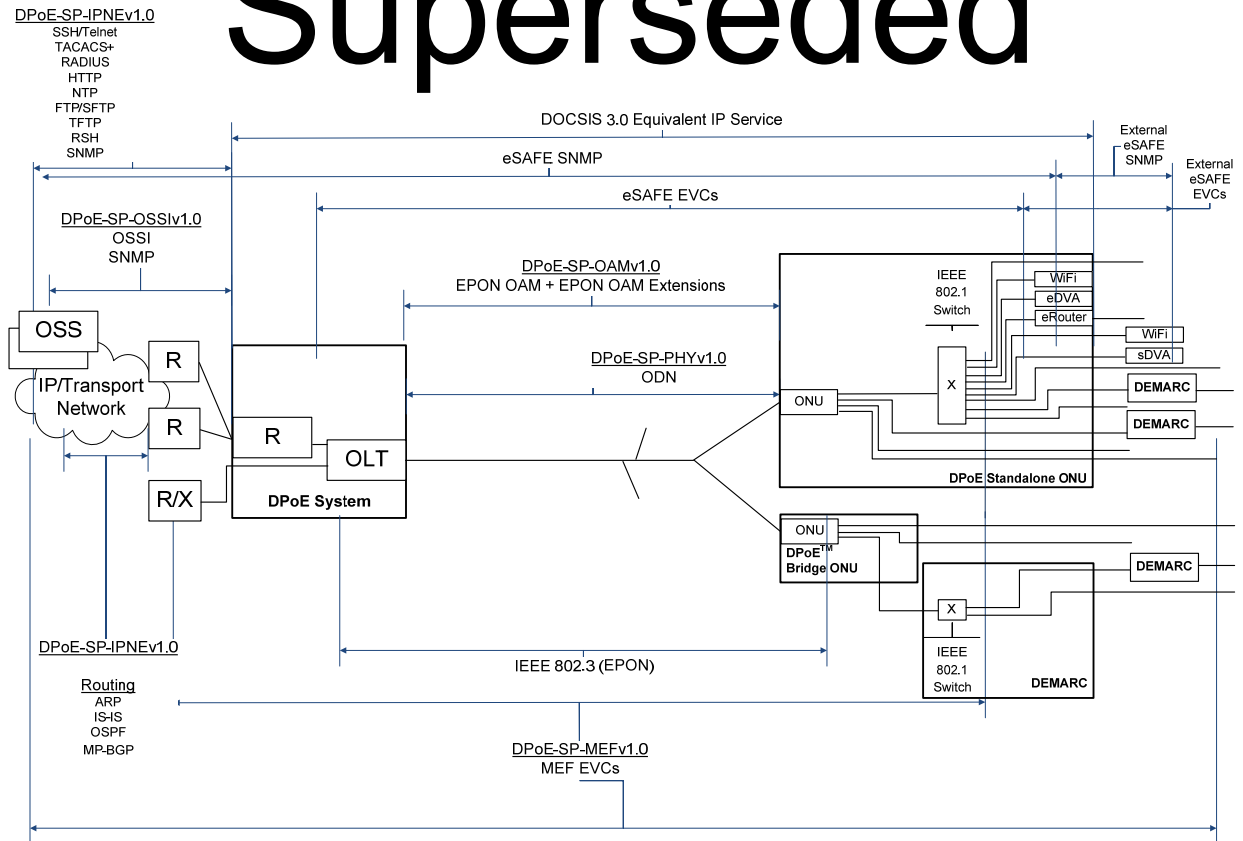 Superseded
DPoE-SP-IPNEv1.0
SSH/Telnet
TACACS+
RADIUS
HTTP
NTP
FTP/SFTP
TFTP
RSH
SNMP
DOCSIS 3.0 Equivalent IP Service
eSAFE SNMP
External
eSAFE
SNMP
External
eSAFE
EVCs
eSAFE EVCs
DPoE-SP-OSSIv1.0
OSSI
SNMP
DPoE-SP-OAMv1.0
EPON OAM + EPON OAM Extensions
IEEE
802.1
Switch
WiFi
eDVA
eRouter
WiFi
sDVA
OSS
R
IP/Transport
Network
R
R
OLT
DPoE System
R/X
DPoE-SP-PHYv1.0
ODN
ONU
X
DEMARC
DEMARC
DPoE Standalone ONU
ONU
DPoE™
Bridge ONU
DEMARC
X
IEEE
802.1
Switch
DEMARC
DPoE-SP-IPNEv1.0
Routing
ARP
IS-IS
OSPF
MP-BGP
IEEE 802.3 (EPON)
DPoE-SP-MEFv1.0
MEF EVCs